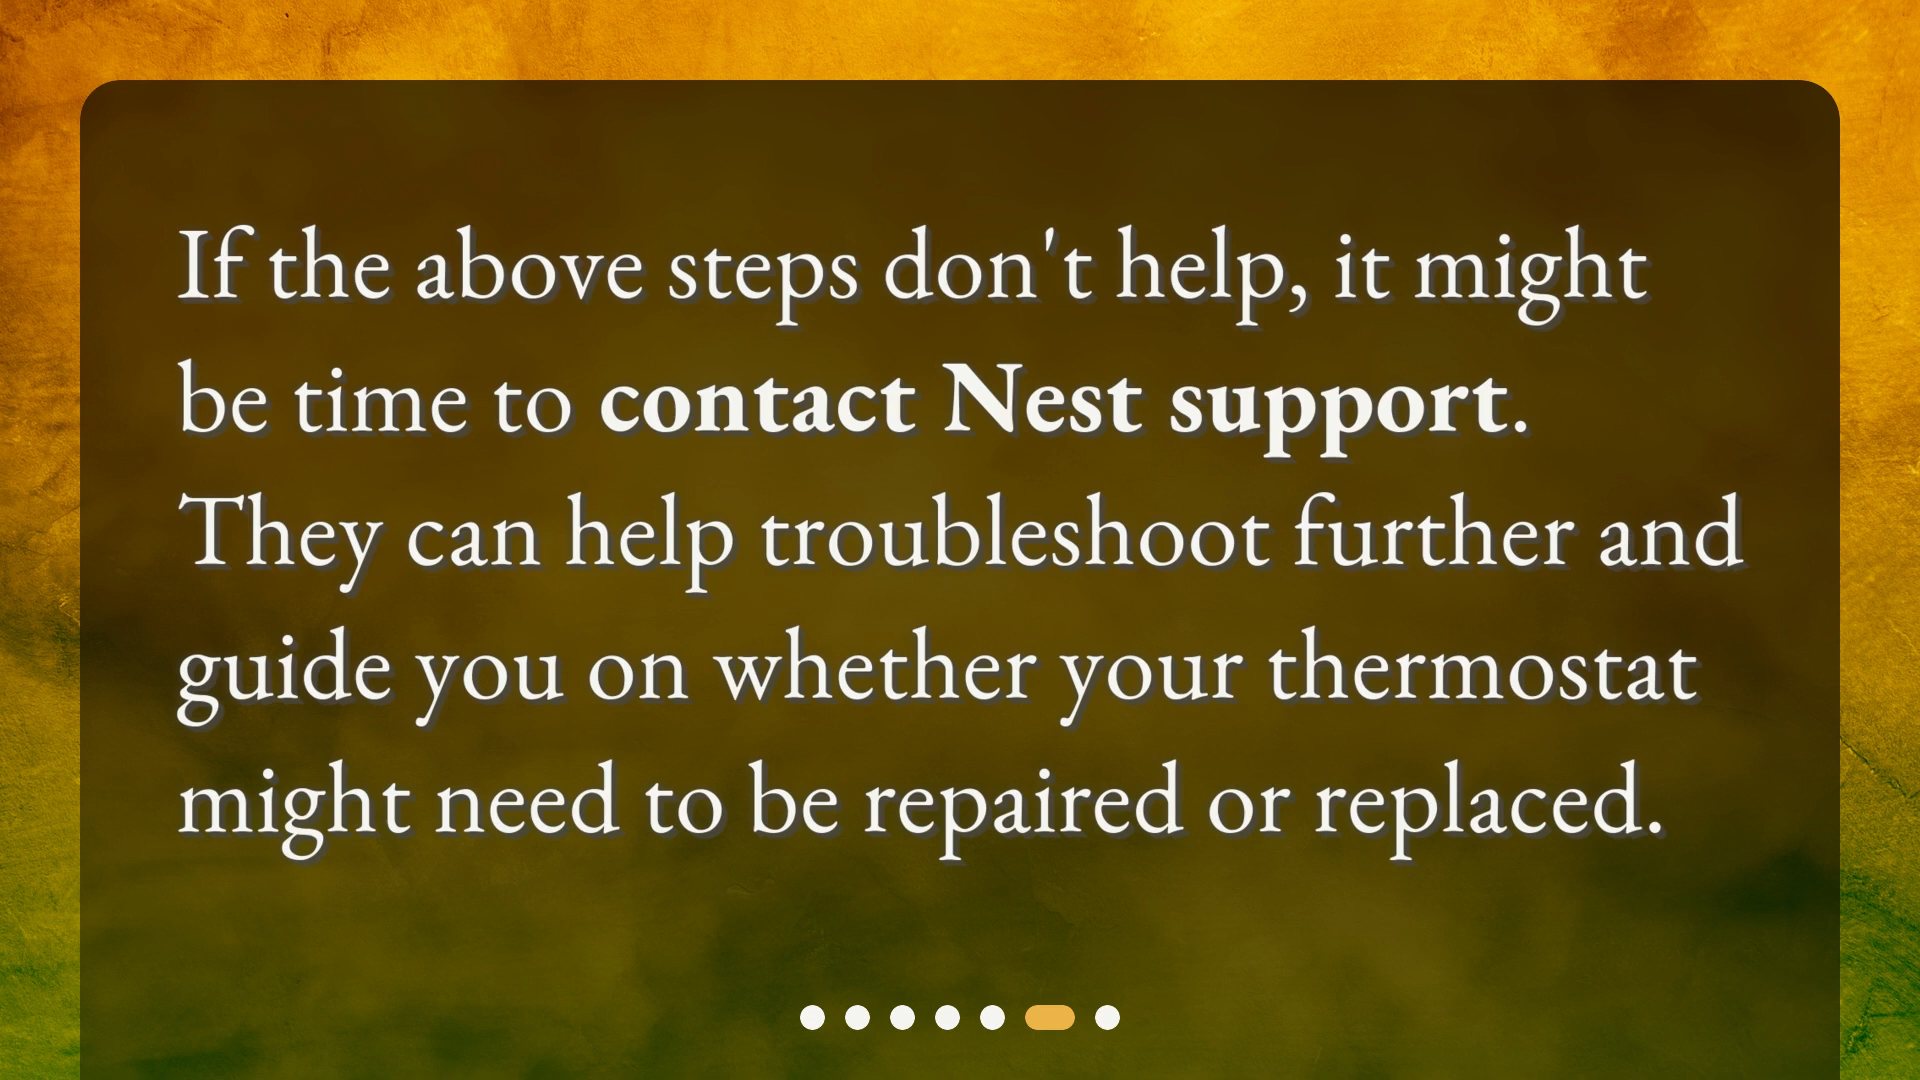 If the above steps don't help, it might
be time to contact Nest support.
They can help troubleshoot further and
guide you on whether your thermostat
might need to be repaired or replaced.